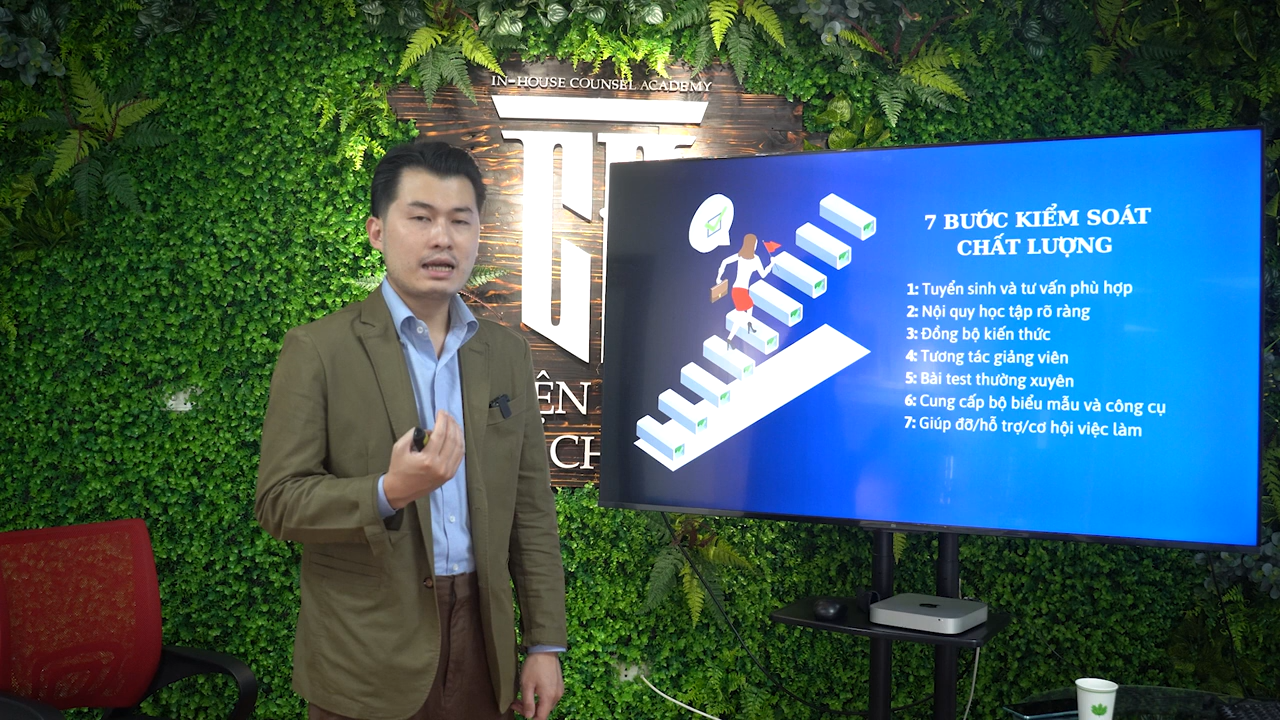 IN-HOUSE COUNSEL ACADEMY
ÊN
CH
7 BƯỚC KIỂM SOÁT
CHẤT LƯỢNG
1: Tuyển sinh và tư vấn phù hợp
2: Nội quy học tập rõ ràng
3: Đồng bộ kiến thức
4: Tương tác giảng viên
5: Bài test thường xuyên
6: Cung cấp bộ biểu mẫu và công cụ
7: Giúp đỡ/hỗ trợ/cơ hội việc làm